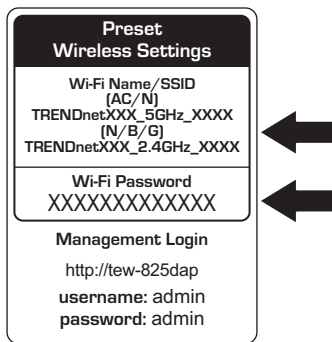 Preset
Wireless Settings
Wi-Fi Name/SSID
(AC/N)
TRENDnetXXX_5GHz_XXXX
(N/B/G)
TRENDnetXXX_2.4GHz_XXXX
Wi-Fi Password
XXXXXXXXXXXXX
Management Login
http://tew-825dap
username: admin
password: admin